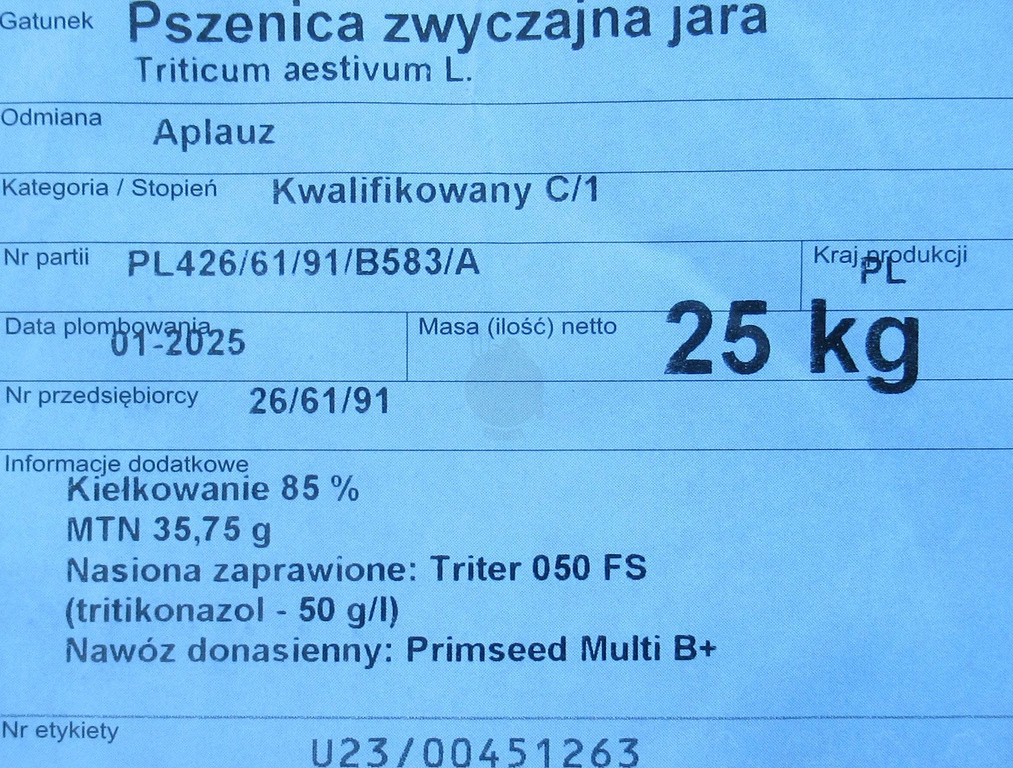 Gatunek Pszenica zwyczajna jara
Triticum aestivum L.
Odmiana Aplauz
Kategoria / Stopień Kwalifikowany C/1
Nr partii PL426/61/91/B583/A Kraj produkcji PL
Data plombowania 01-2025 Masa (ilość) netto 25 kg
Nr przedsiębiorcy 26/61/91
Informacje dodatkowe
Kiełkowanie 85 %
MTN 35,75 g
Nasiona zaprawione: Triter 050 FS
(tritikonazol - 50 g/l)
Nawóz donasienny: Primseed Multi B+
Nr etykiety U23/00451263